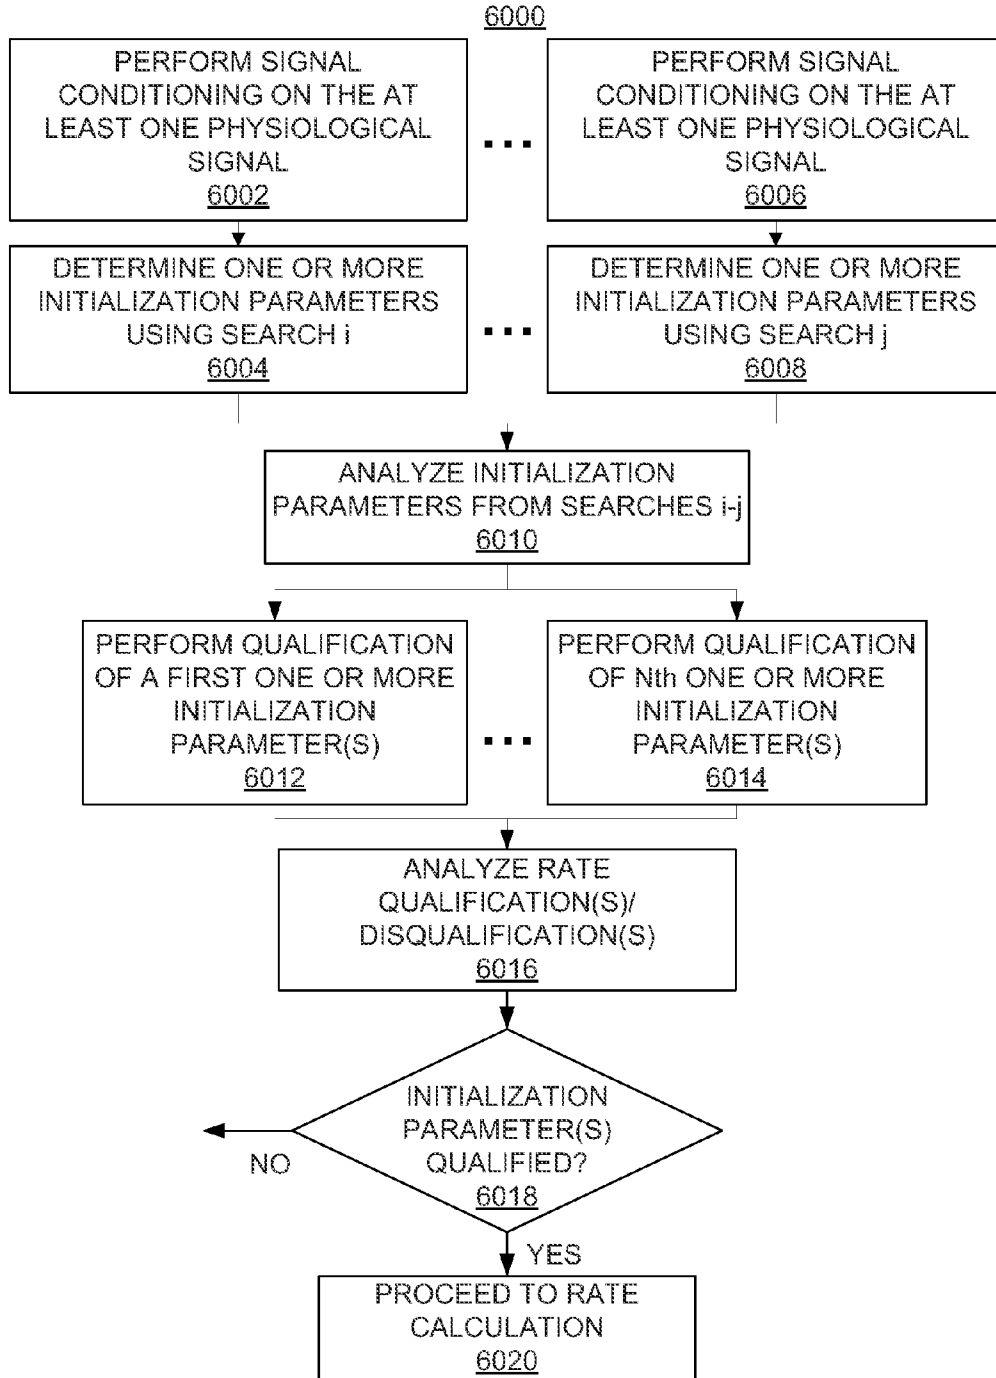 6000
PERFORM SIGNAL
CONDITIONING ON THE AT
LEAST ONE PHYSIOLOGICAL
SIGNAL
6002
...
PERFORM SIGNAL
CONDITIONING ON THE AT
LEAST ONE PHYSIOLOGICAL
SIGNAL
6006
DETERMINE ONE OR MORE
INITIALIZATION PARAMETERS
USING SEARCH i
6004
...
DETERMINE ONE OR MORE
INITIALIZATION PARAMETERS
USING SEARCH j
6008
ANALYZE INITIALIZATION
PARAMETERS FROM SEARCHES i-j
6010
PERFORM QUALIFICATION
OF A FIRST ONE OR MORE
INITIALIZATION
PARAMETER(S)
6012
...
PERFORM QUALIFICATION
OF Nth ONE OR MORE
INITIALIZATION
PARAMETER(S)
6014
ANALYZE RATE
QUALIFICATION(S)/
DISQUALIFICATION(S)
6016
INITIALIZATION
PARAMETER(S)
QUALIFIED?
6018
NO
YES
PROCEED TO RATE
CALCULATION
6020